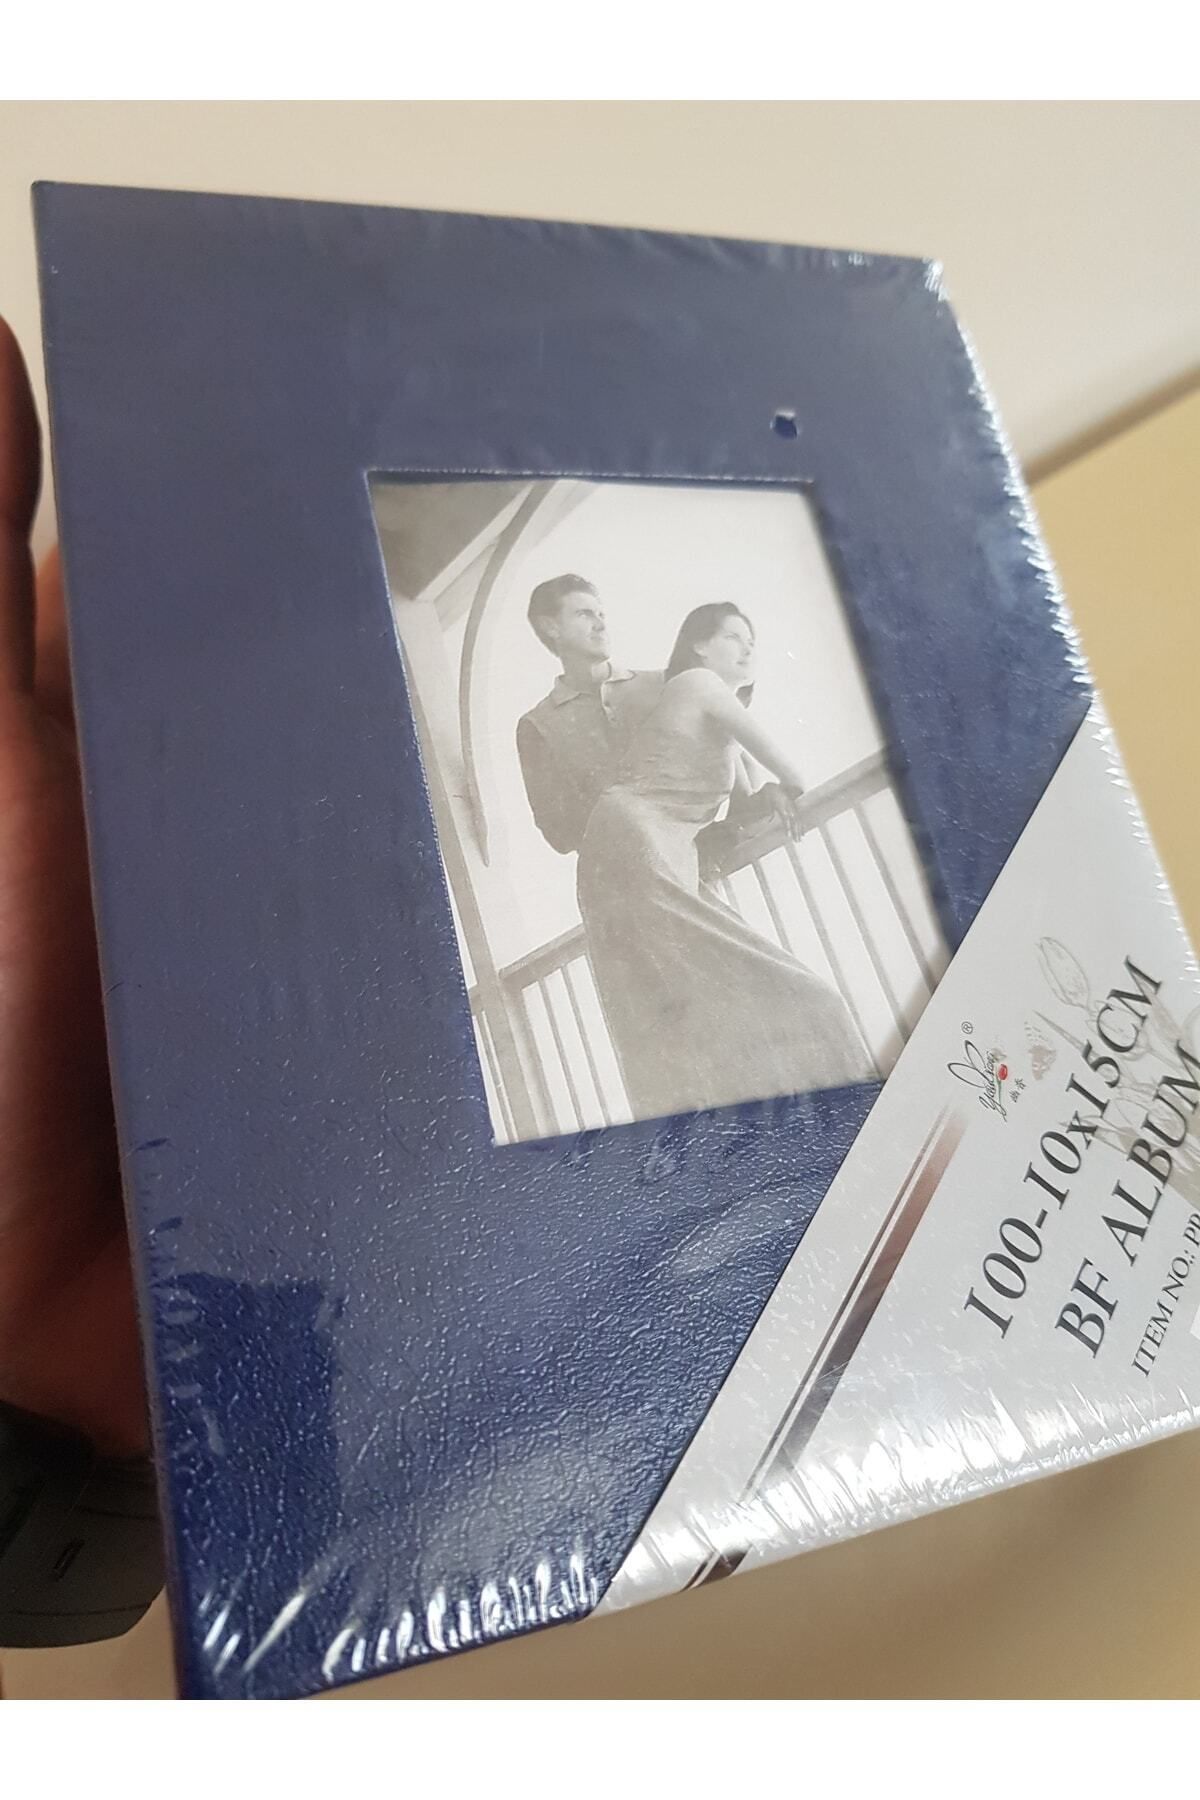 ®
100-10x15CM
BF ALBUM
ITEM NO.: